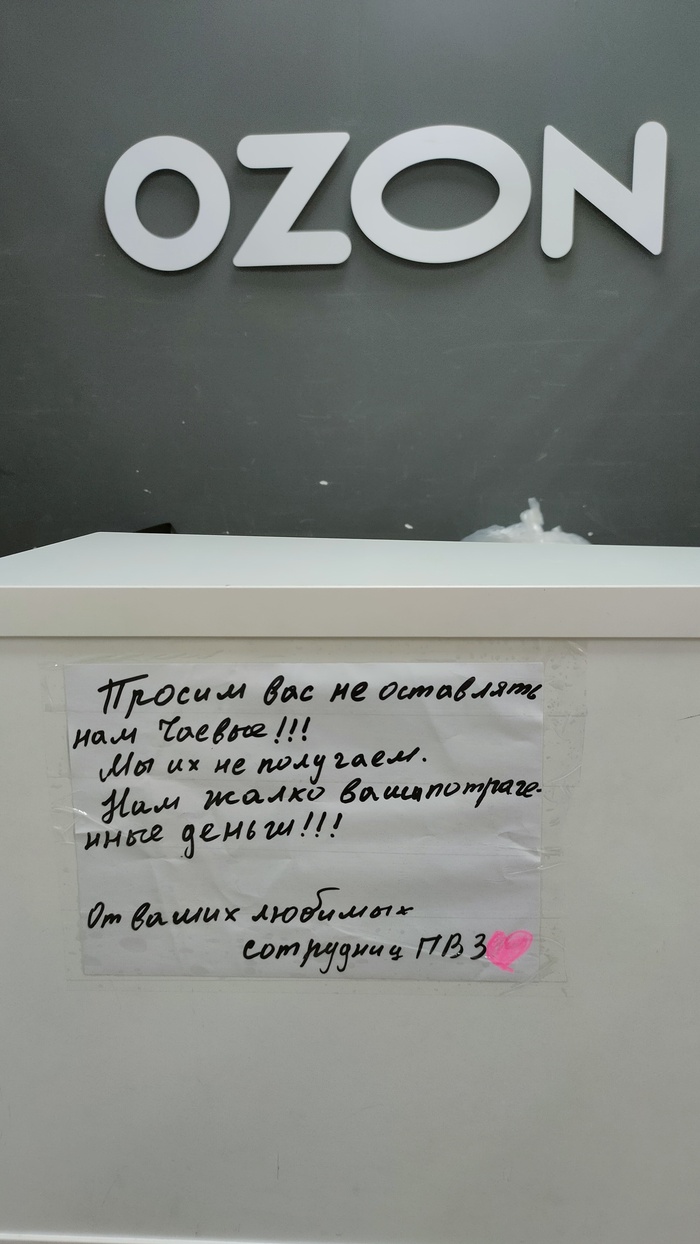 OZON
Просим вас не оставлять
нам Чаевые!!!
Мы их не получаем.
Нам жалко ваши потраче-
нные деньги!!!
От ваших любимых
сотрудниц ПВЗ